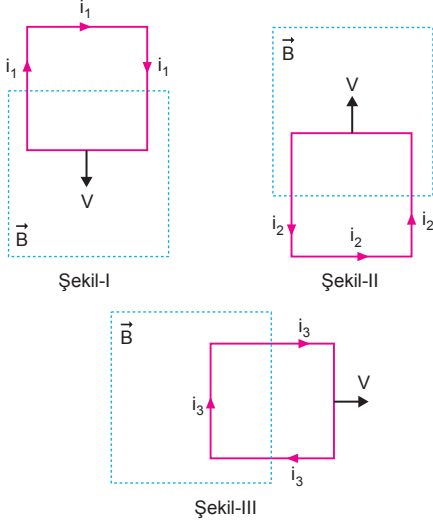 i₁
i₁
i₁
B
V
Şekil-I
B
V
i₂
i₂
i₂
Şekil-II
B
i₃
i₃
i₃
V
Şekil-III